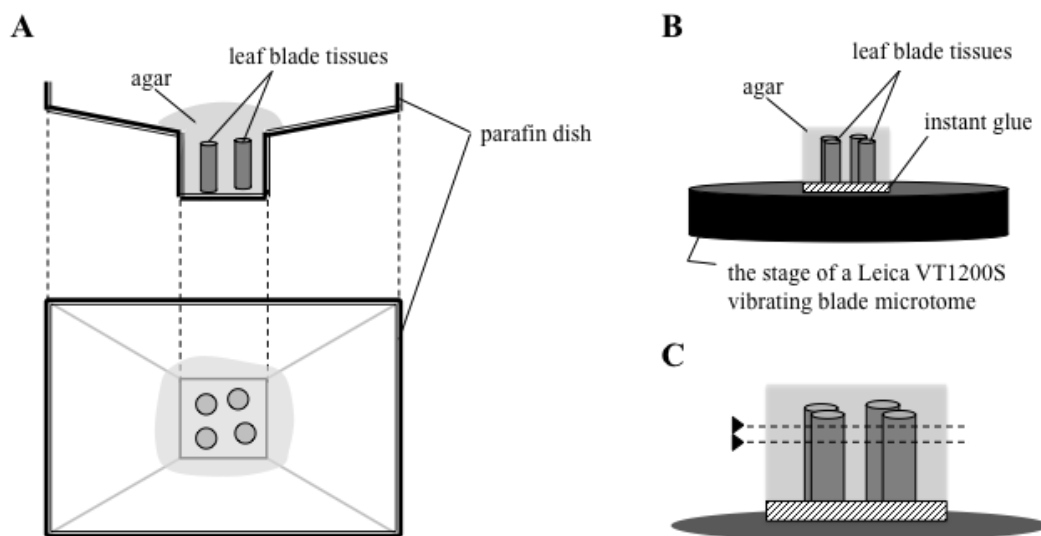 A
leaf blade tissues
agar
parafin dish
B
leaf blade tissues
agar
instant glue
the stage of a Leica VT1200S
vibrating blade microtome
C